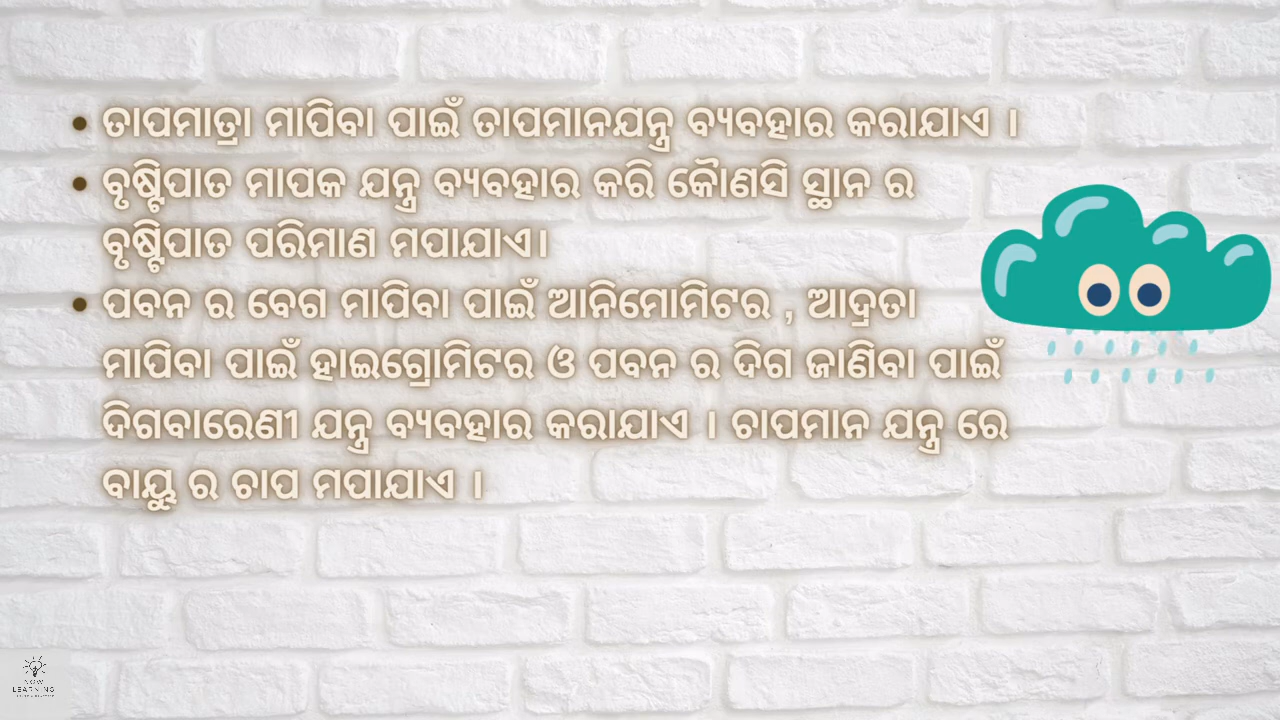 • ତାପମାତ୍ରା ମାପିବା ପାଇଁ ତାପମାନଯନ୍ତ୍ର ବ୍ୟବହାର କରାଯାଏ ।
• ବୃଷ୍ଟିପାତ ମାପକ ଯନ୍ତ୍ର ବ୍ୟବହାର କରି କୌଣସି ସ୍ଥାନ ର
ବୃଷ୍ଟିପାତ ପରିମାଣ ମପାଯାଏ।
• ପବନ ର ବେଗ ମାପିବା ପାଇଁ ଆନିମୋମିଟର , ଆଦ୍ରତା
ମାପିବା ପାଇଁ ହାଇଗ୍ରୋମିଟର ଓ ପବନ ର ଦିଗ ଜାଣିବା ପାଇଁ
ଦିଗବାରେଣୀ ଯନ୍ତ୍ର ବ୍ୟବହାର କରାଯାଏ । ଚାପମାନ ଯନ୍ତ୍ର ରେ
ବାୟୁ ର ଚାପ ମପାଯାଏ ।
LEARNING